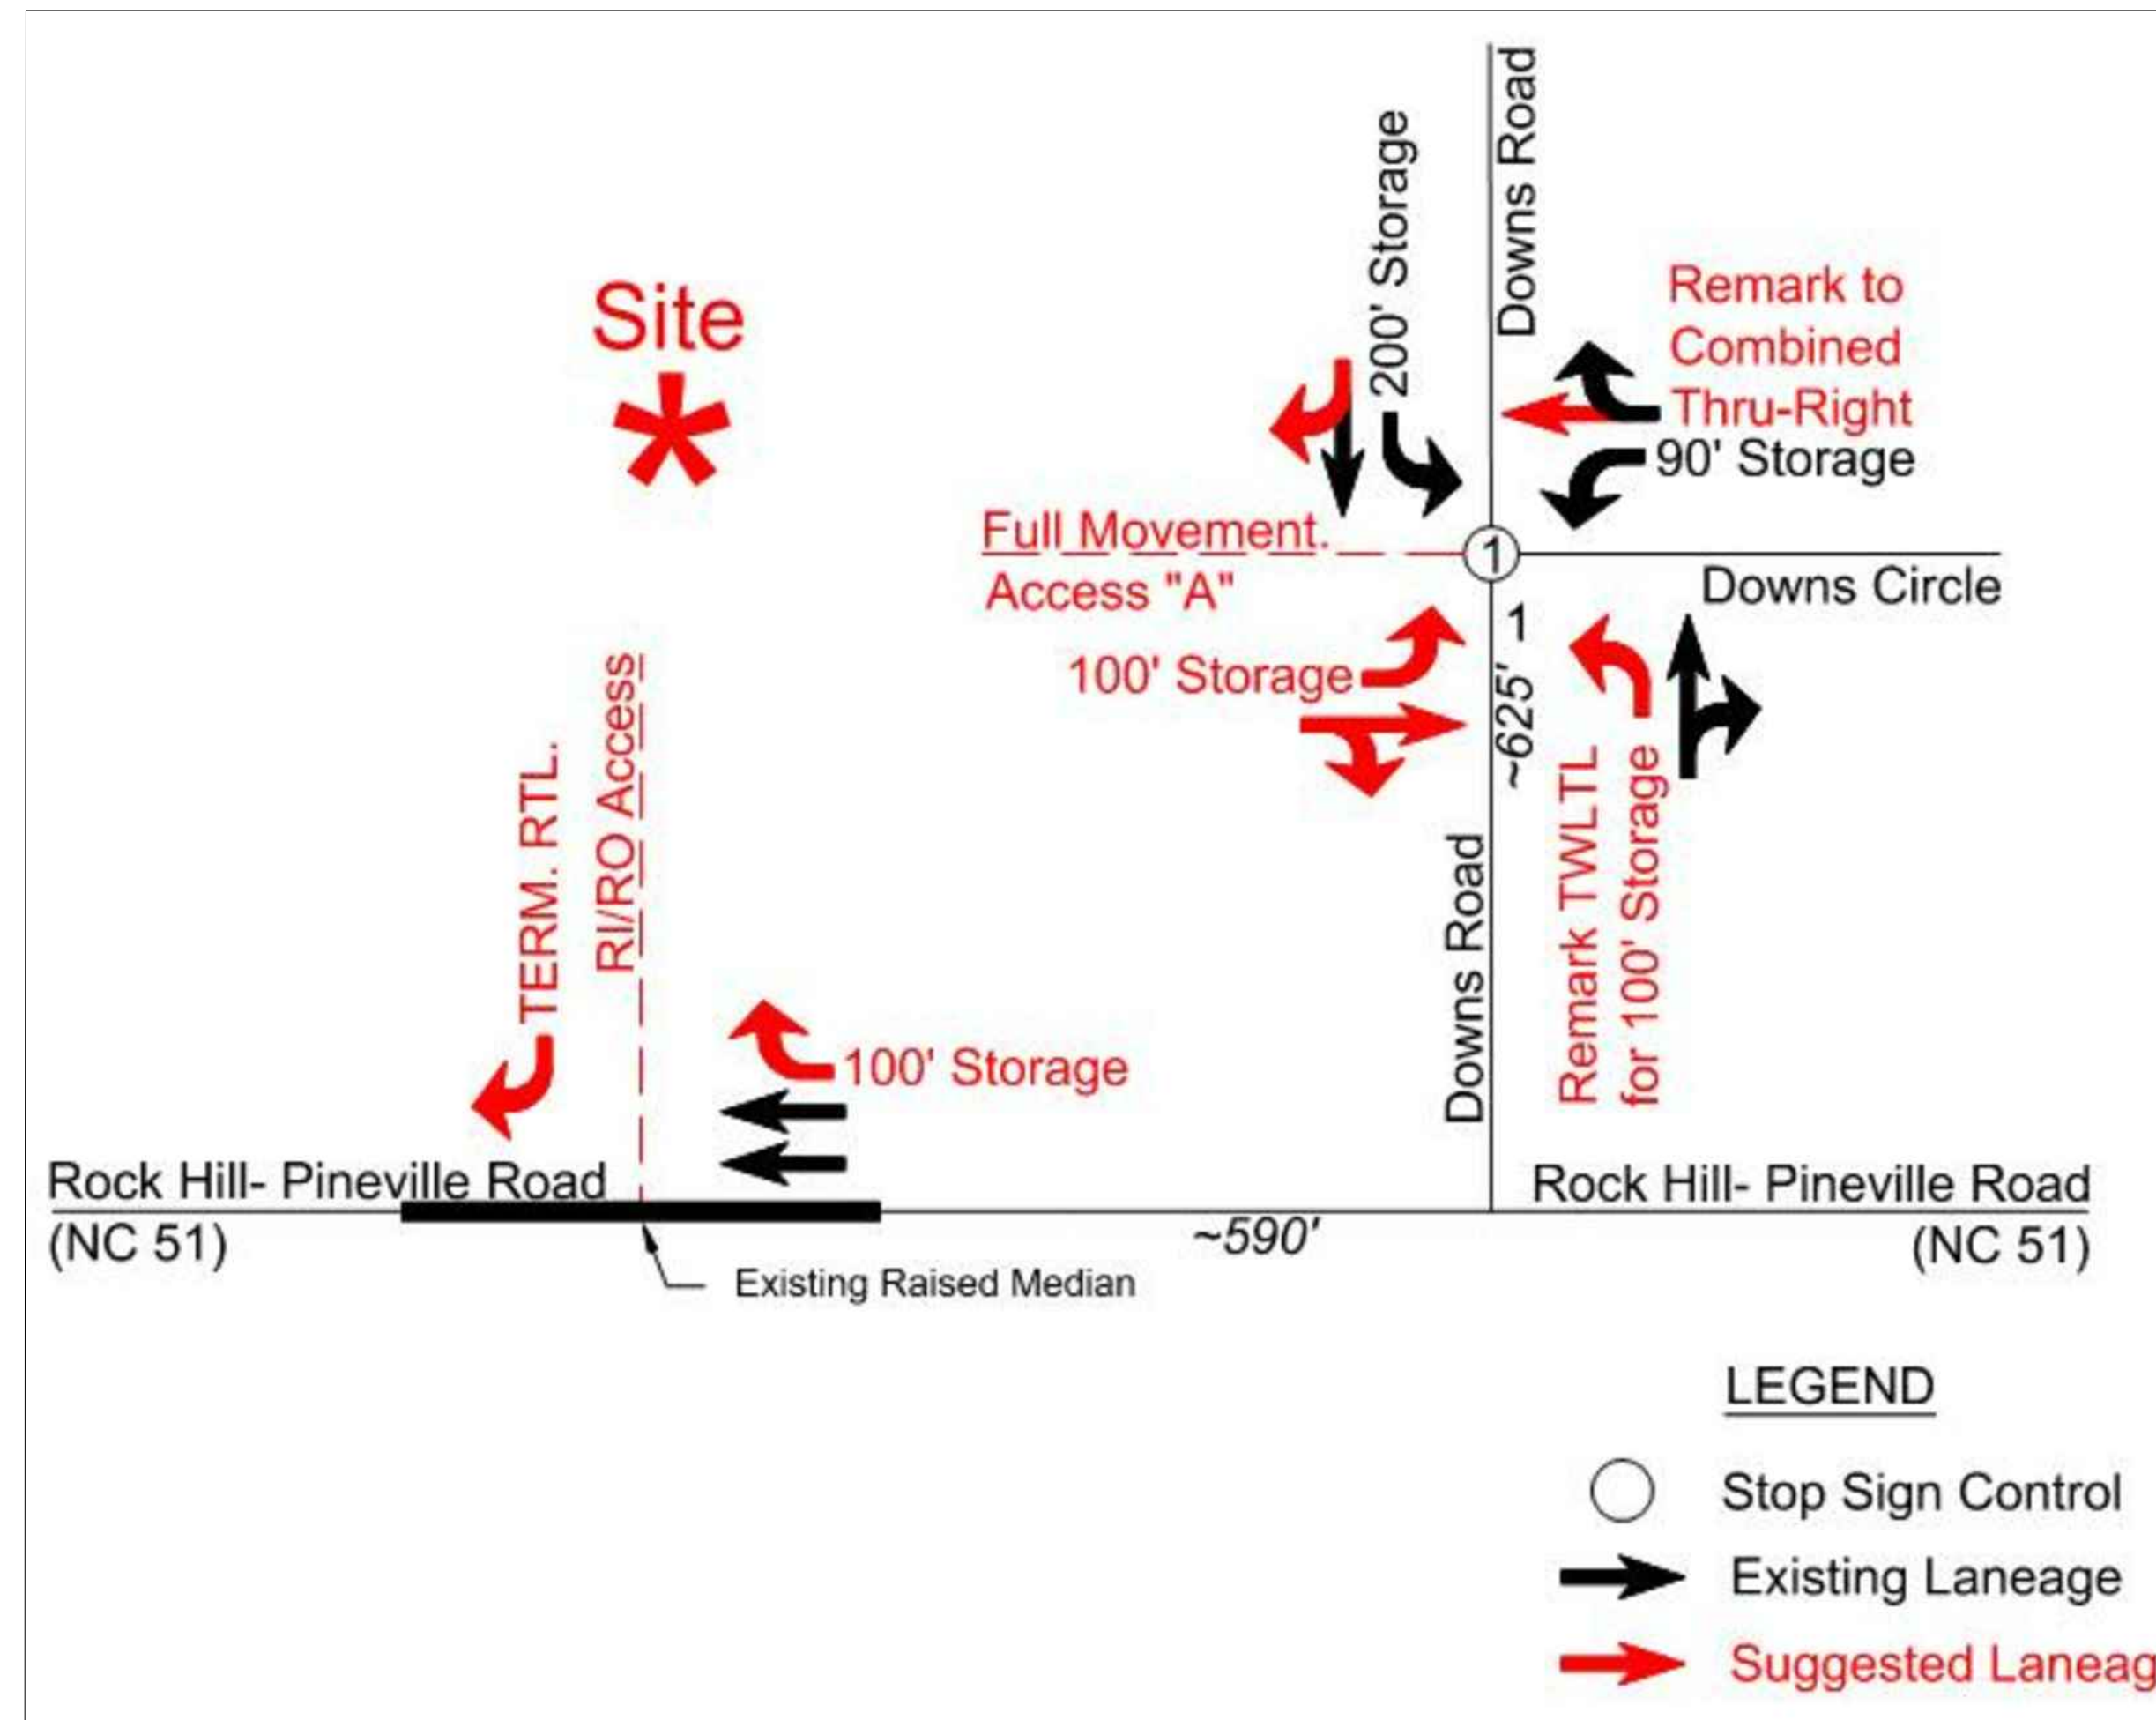 Downs Road
200' Storage
Site
Remark to
Combined
Thru-Right
90' Storage
Full Movement.
Access "A"
1
Downs Circle
1
100' Storage
~625'
Remark TWLTL
for 100' Storage
Downs Road
TERM. RTL.
RI/RO Access
100' Storage
Rock Hill- Pineville Road
(NC 51)
~590'
Rock Hill- Pineville Road
(NC 51)
Existing Raised Median
LEGEND
Stop Sign Control
Existing Laneage
Suggested Laneag